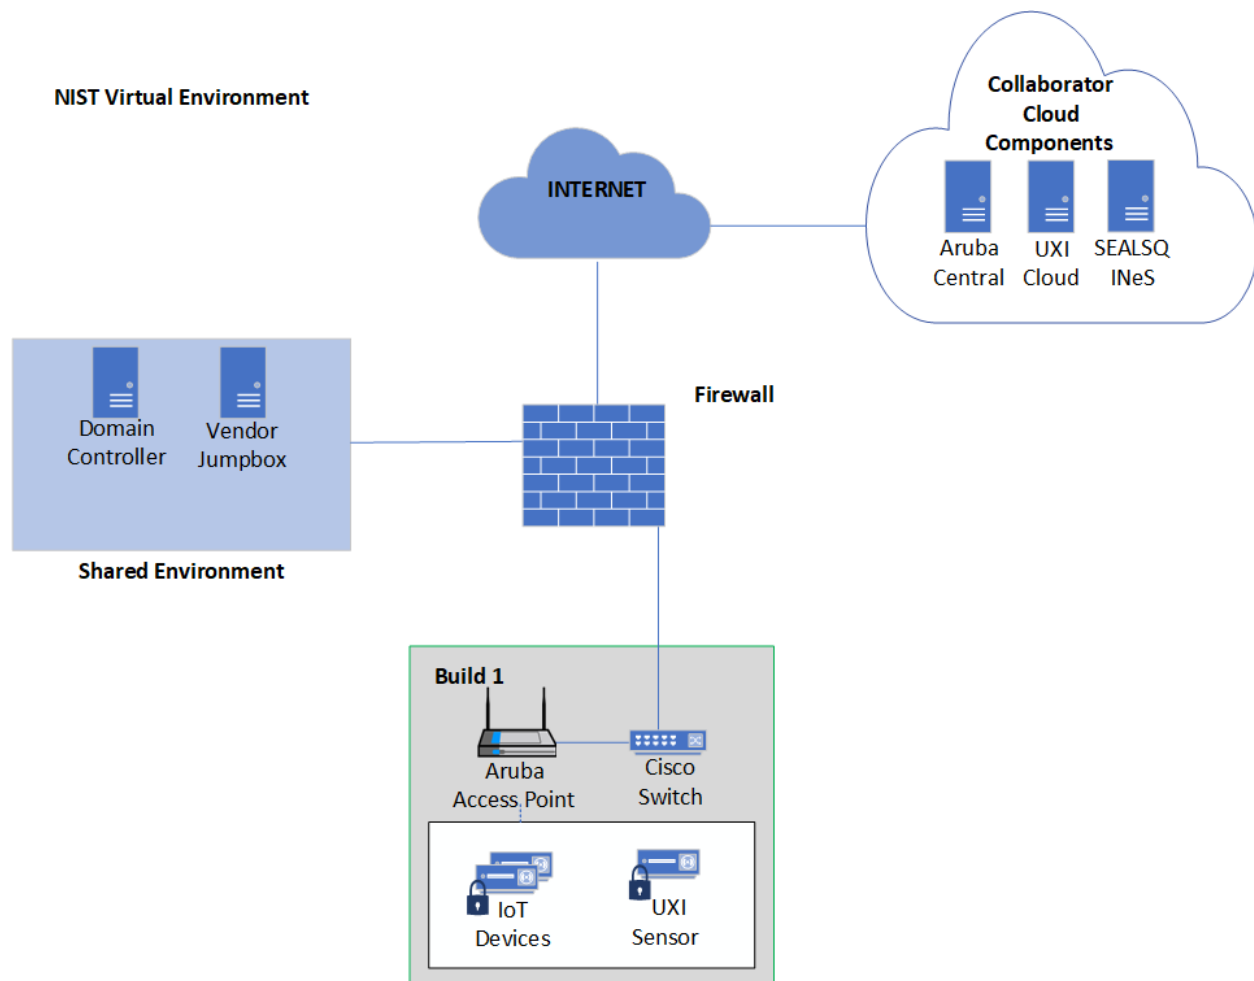 NIST Virtual Environment
Collaborator
Cloud
Components
INTERNET
Aruba
Central
UXI
Cloud
SEALSQ
INeS
Firewall
Domain
Controller
Vendor
Jumpbox
Shared Environment
Build 1
Aruba
Access Point
Cisco
Switch
IoT
Devices
UXI
Sensor